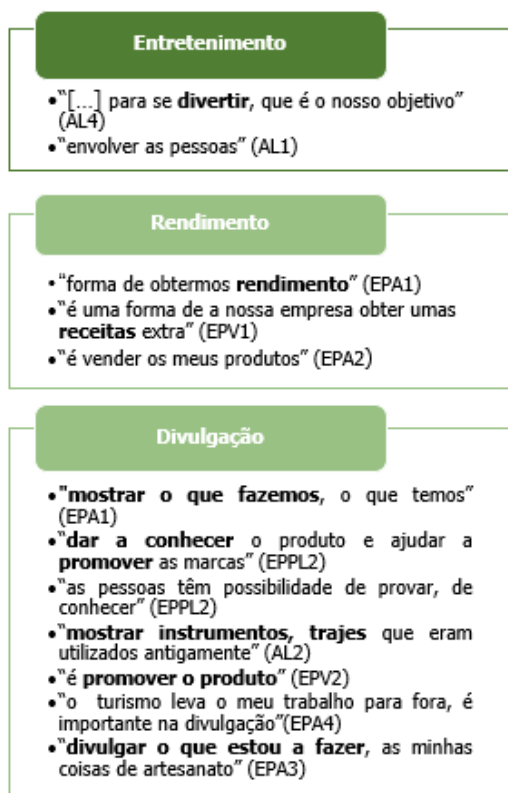 Entretenimento
•“[…] para se divertir, que é o nosso objetivo”
(AL4)
•“envolver as pessoas” (AL1)
Rendimento
•“forma de obtermos rendimento” (EPA1)
•“é uma forma de a nossa empresa obter umas
receitas extra” (EPV1)
•“é vender os meus produtos” (EPA2)
Divulgação
•"mostrar o que fazemos, o que temos”
(EPA1)
•“dar a conhecer o produto e ajudar a
promover as marcas” (EPPL2)
•“as pessoas têm possibilidade de provar, de
conhecer” (EPPL2)
•“mostrar instrumentos, trajes que eram
utilizados antigamente” (AL2)
•“é promover o produto” (EPV2)
•“o turismo leva o meu trabalho para fora, é
importante na divulgação”(EPA4)
•“divulgar o que estou a fazer, as minhas
coisas de artesanato” (EPA3)